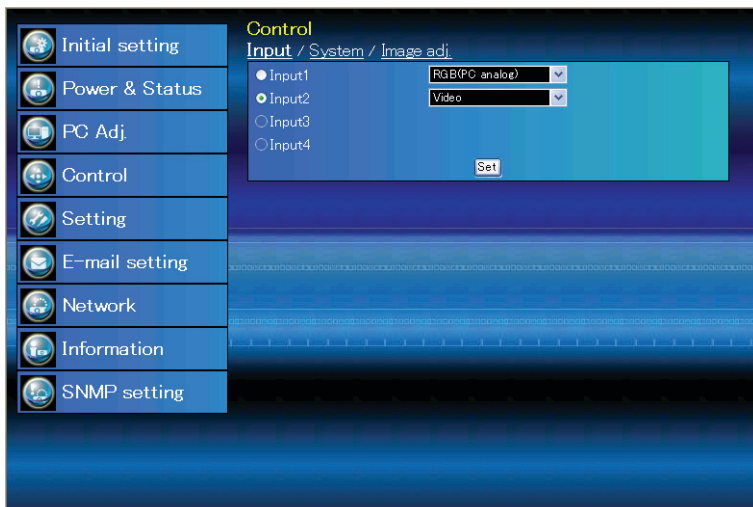 Initial setting
Power & Status
PC Adj.
Control
Setting
E-mail setting
Network
Information
SNMP setting
Control
Input / System / Image adj.
Input1 RGB(PC analog)
Input2 Video
Input3
Input4
Set